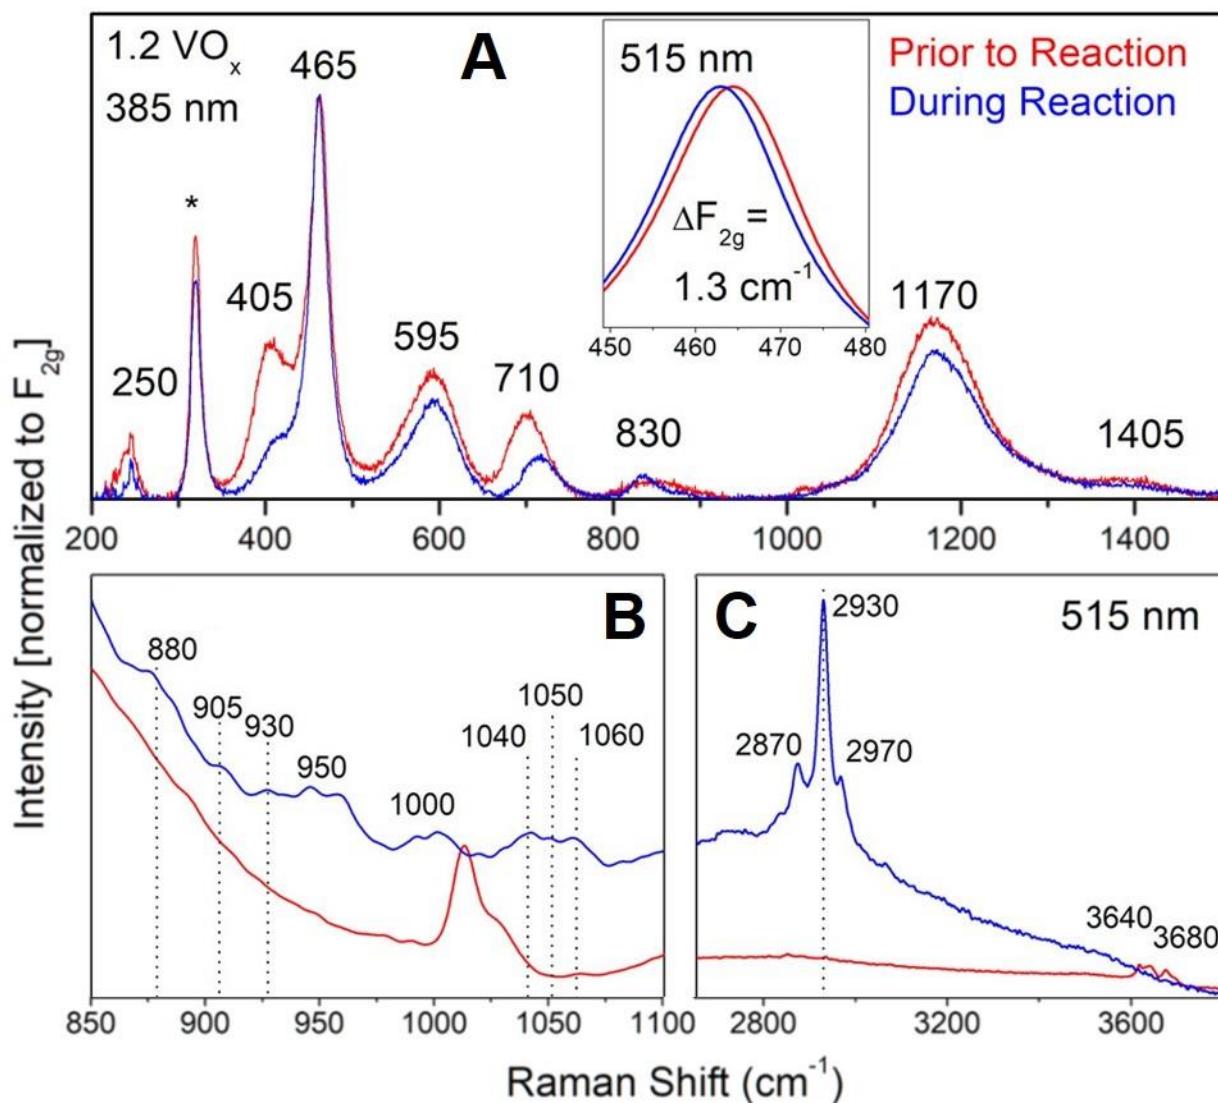 1.2 VOx
385 nm
*
250
405
465
A
595
710
830
515 nm
ΔF2g=
1.3 cm-1
450 460 470 480
Prior to Reaction
During Reaction
1170
1405
200 400 600 800 1000 1200 1400
Intensity [normalized to F2g]
B
880
905
930
950
1000
1040
1050
1060
850 900 950 1000 1050 1100
C
515 nm
2930
2870
2970
3640
3680
2800 3200 3600
Raman Shift (cm-1)